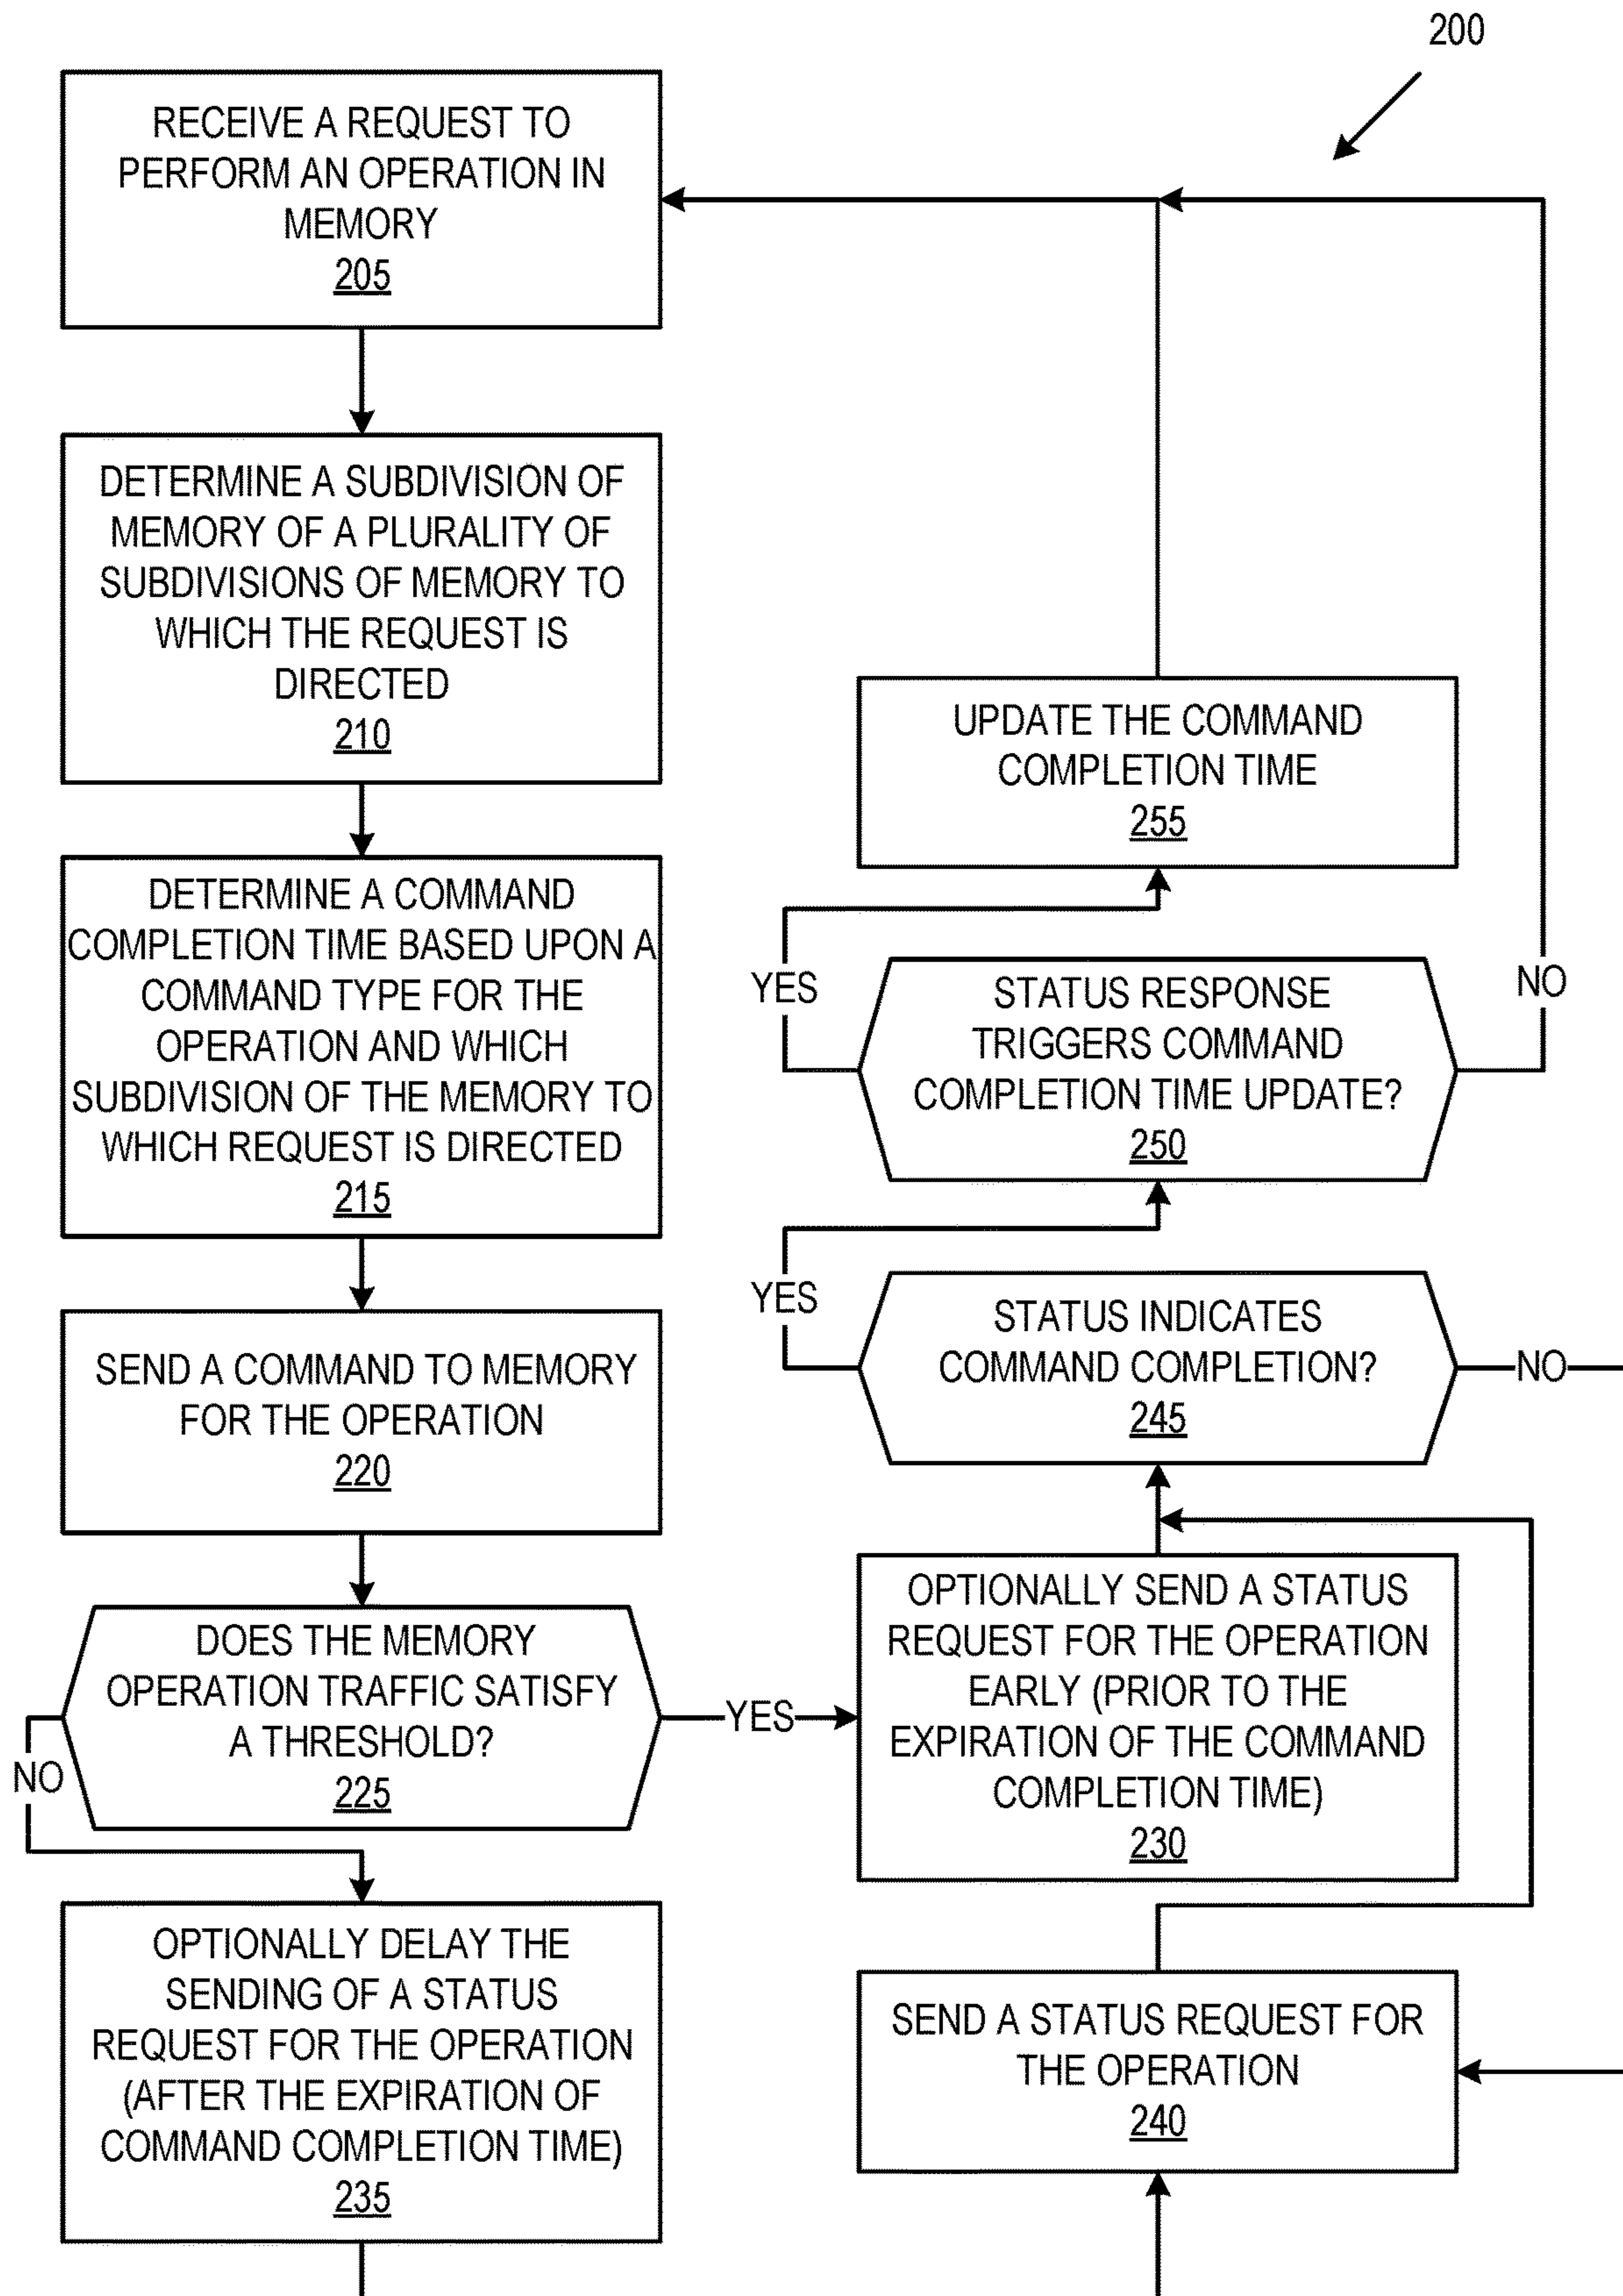 200
RECEIVE A REQUEST TO
PERFORM AN OPERATION IN
MEMORY
205
DETERMINE A SUBDIVISION OF
MEMORY OF A PLURALITY OF
SUBDIVISIONS OF MEMORY TO
WHICH THE REQUEST IS
DIRECTED
210
DETERMINE A COMMAND
COMPLETION TIME BASED UPON A
COMMAND TYPE FOR THE
OPERATION AND WHICH
SUBDIVISION OF THE MEMORY TO
WHICH REQUEST IS DIRECTED
215
SEND A COMMAND TO MEMORY
FOR THE OPERATION
220
DOES THE MEMORY
OPERATION TRAFFIC SATISFY
A THRESHOLD?
225
YES
NO
OPTIONALLY DELAY THE
SENDING OF A STATUS
REQUEST FOR THE OPERATION
(AFTER THE EXPIRATION OF
COMMAND COMPLETION TIME)
235
UPDATE THE COMMAND
COMPLETION TIME
255
YES
STATUS RESPONSE
TRIGGERS COMMAND
COMPLETION TIME UPDATE?
250
NO
YES
STATUS INDICATES
COMMAND COMPLETION?
245
NO
OPTIONALLY SEND A STATUS
REQUEST FOR THE OPERATION
EARLY (PRIOR TO THE
EXPIRATION OF THE COMMAND
COMPLETION TIME)
230
SEND A STATUS REQUEST FOR
THE OPERATION
240